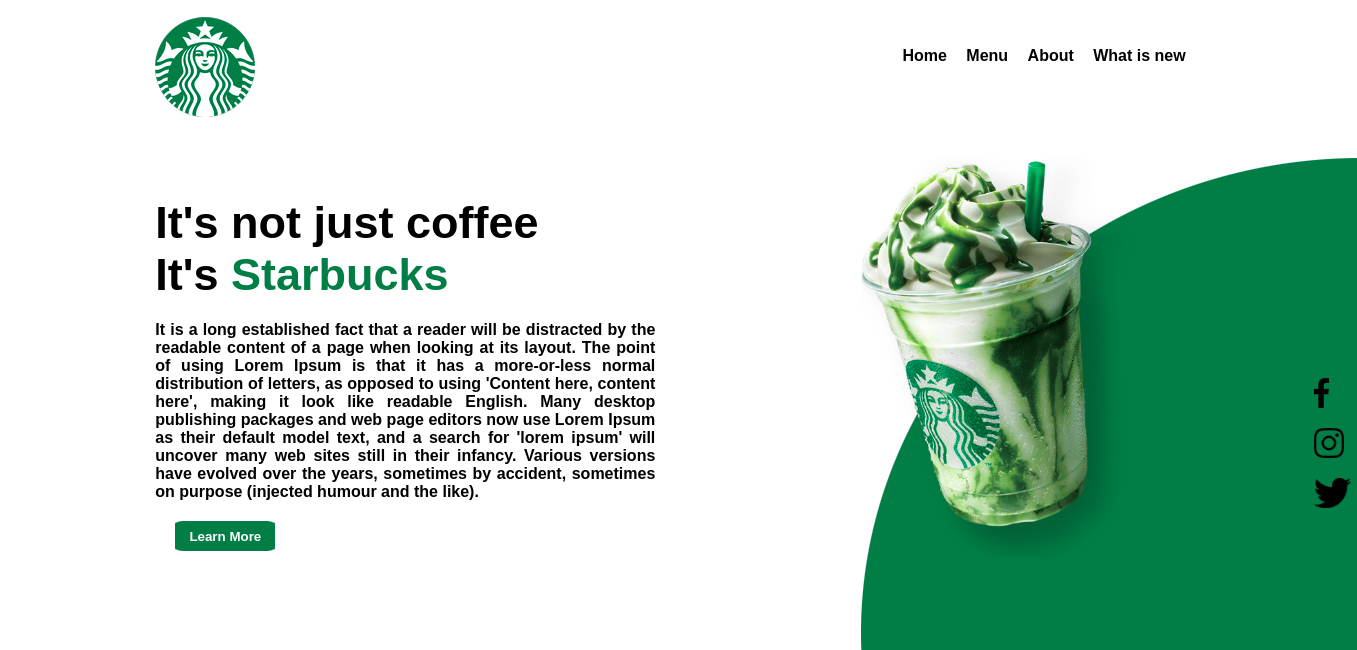 Home Menu About What is new
It's not just coffee
It's Starbucks
It is a long established fact that a reader will be distracted by the
readable content of a page when looking at its layout. The point
of using Lorem Ipsum is that it has a more-or-less normal
distribution of letters, as opposed to using 'Content here, content
here', making it look like readable English. Many desktop
publishing packages and web page editors now use Lorem Ipsum
as their default model text, and a search for 'lorem ipsum' will
uncover many web sites still in their infancy. Various versions
have evolved over the years, sometimes by accident, sometimes
on purpose (injected humour and the like).
Learn More